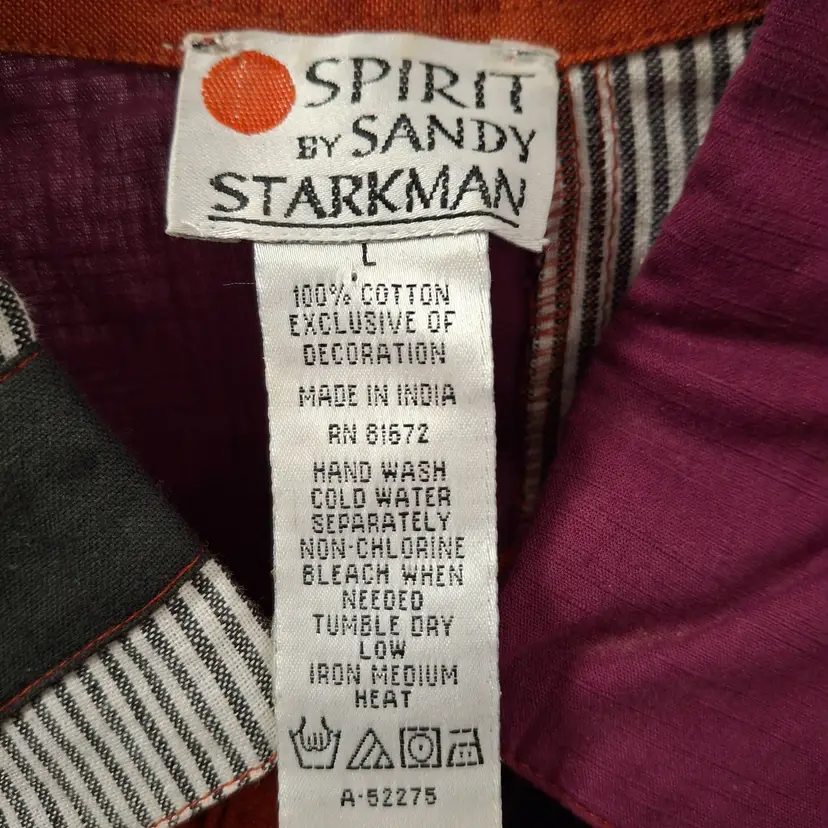 SPIRIT
BY SANDY
STARKMAN
L
100% COTTON
EXCLUSIVE OF
DECORATION
MADE IN INDIA
RN 81672
HAND WASH
COLD WATER
SEPARATELY
NON-CHLORINE
BLEACH WHEN
NEEDED
TUMBLE DRY
LOW
IRON MEDIUM
HEAT
A-52275